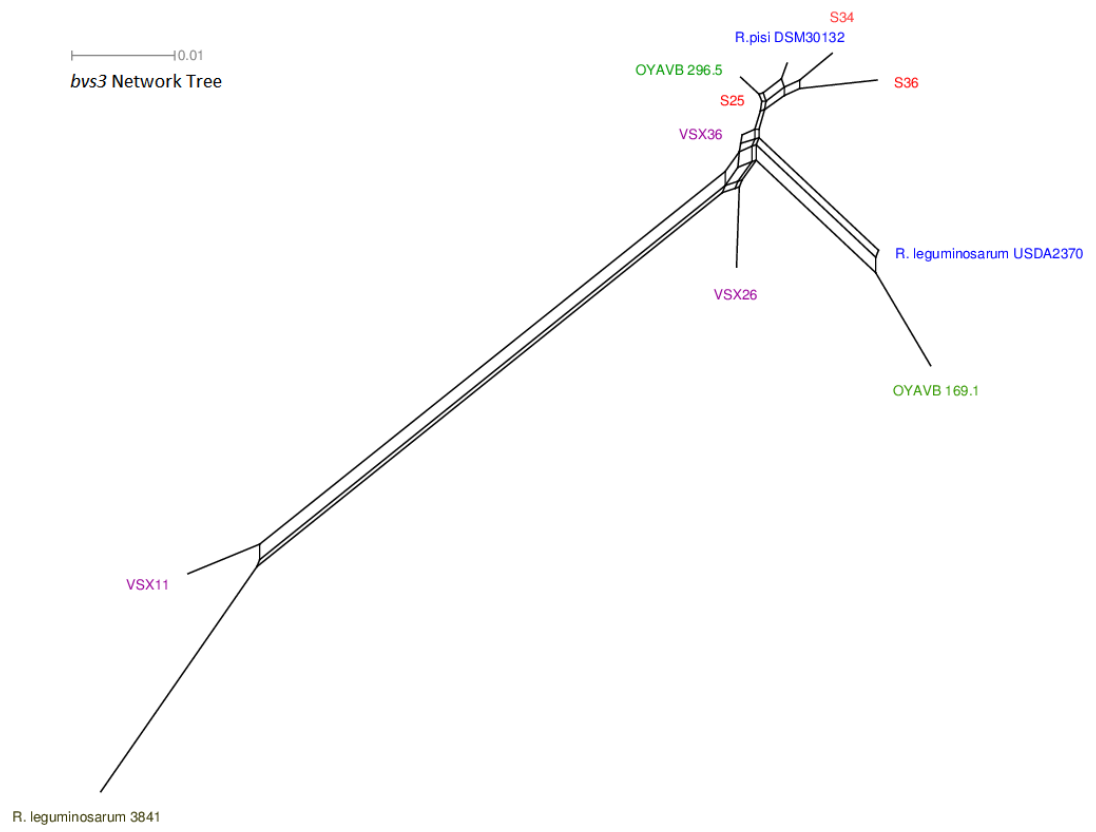 S34
R.pisi DSM30132
0.01
OYAVB 296.5
bvs3 Network Tree
S36
S25
VSX36
R. leguminosarum USDA2370
VSX26
OYAVB 169.1
VSX11
R. leguminosarum 3841